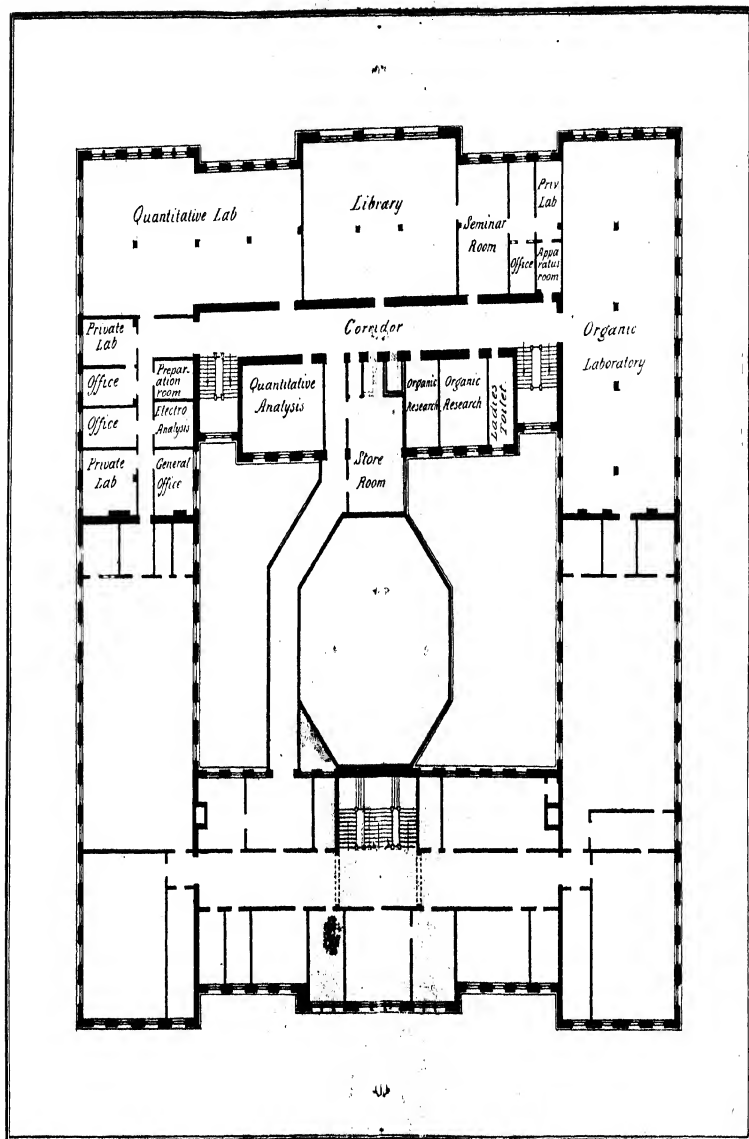 Quantitative Lab
Library
Seminar
Room
Office
Priv
Lab
Appa
ratus
room
Private
Lab
Corridor
Organic
Laboratory
Office
Prepar-
ation
room
Quantitative
Analysis
Organic
Research
Organic
Research
Ladies
Toilet.
Office
Electro
Analysis
Private
Lab
General
Office
Store
Room